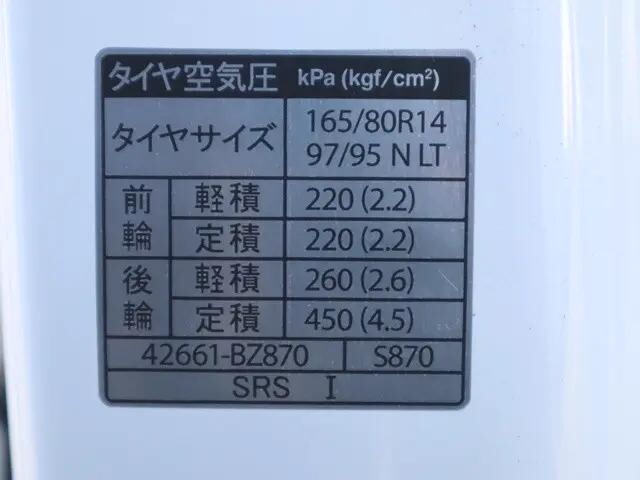 タイヤ空気圧 kPa (kgf/cm²)
タイヤサイズ 165/80R14
97/95 N LT
前輪 軽積 220 (2.2)
定積 220 (2.2)
後輪 軽積 260 (2.6)
定積 450 (4.5)
42661-BZ870 S870
SRS I